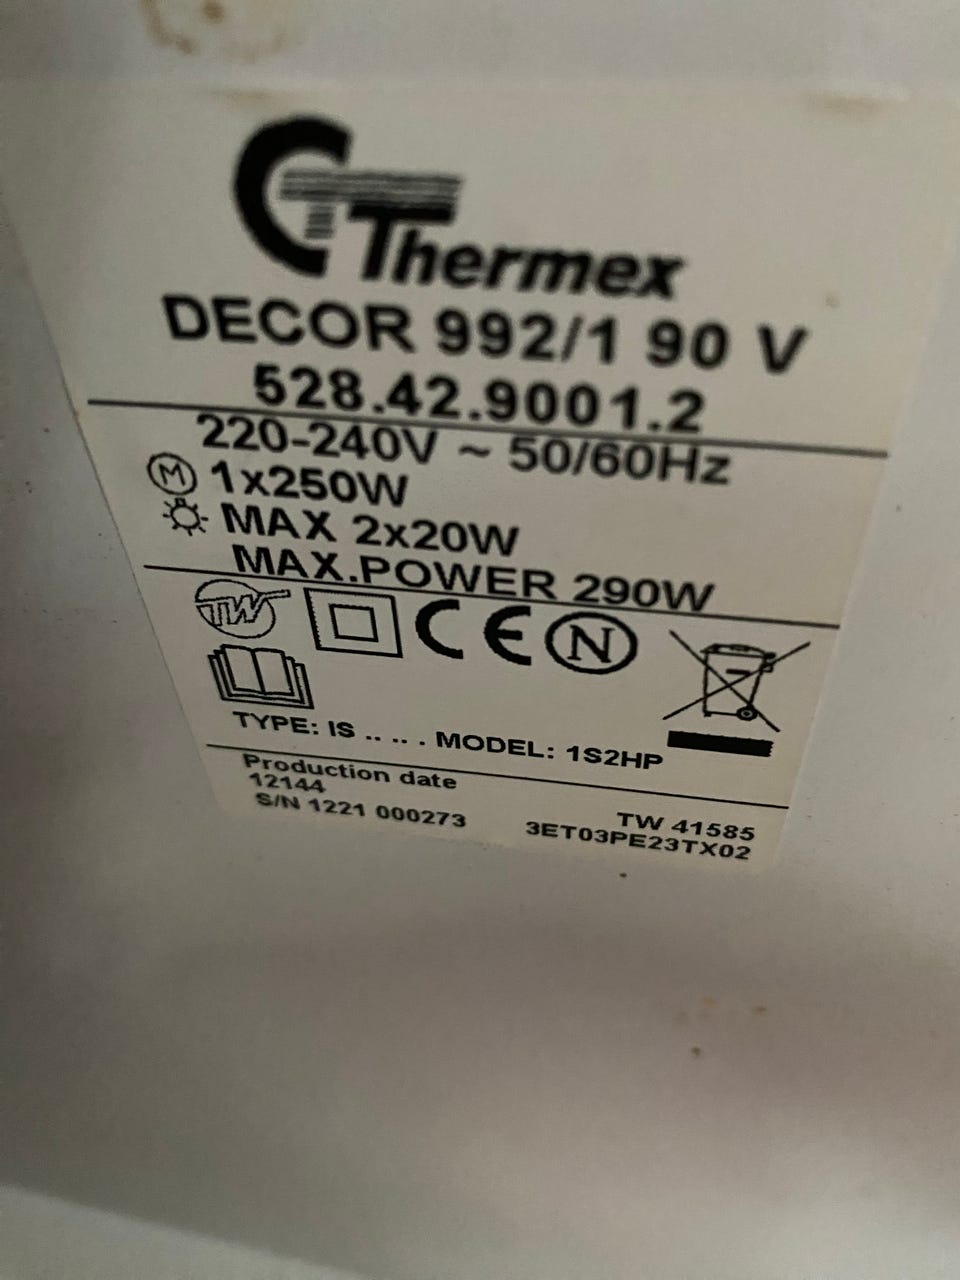 Thermex
DECOR 992/1 90 V
528.42.9001.2
220-240V ~ 50/60Hz
M 1x250W
MAX 2x20W
MAX.POWER 290W
TW CE N
TYPE: IS .. .. . MODEL: 1S2HP
Production date
12144
S/N 1221 000273
TW 41585
3ET03PE23TX02